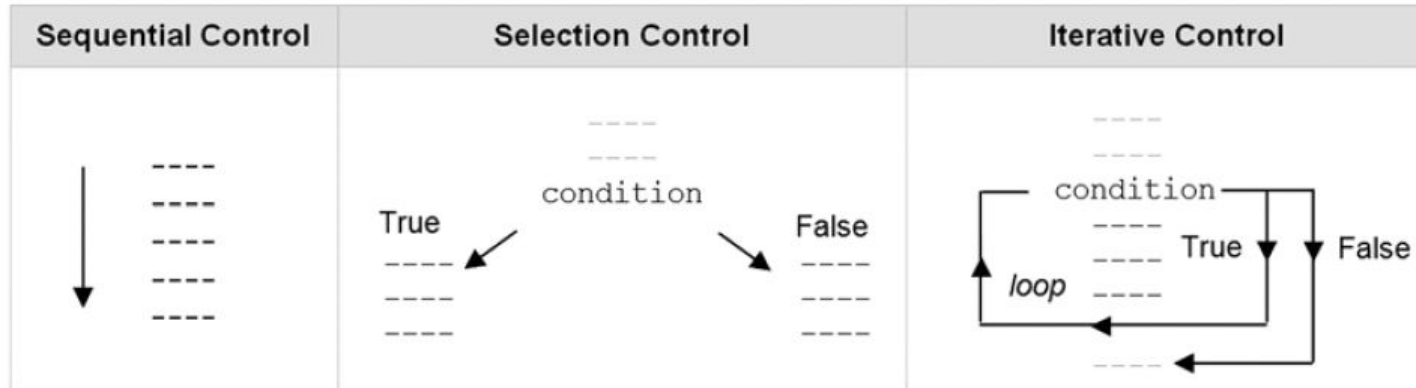 Sequential Control
Selection Control
Iterative Control
----
----
----
----
----
----
----
condition
True
False
----
----
----
----
----
----
----
----
condition
----
----
----
True
False
loop
----